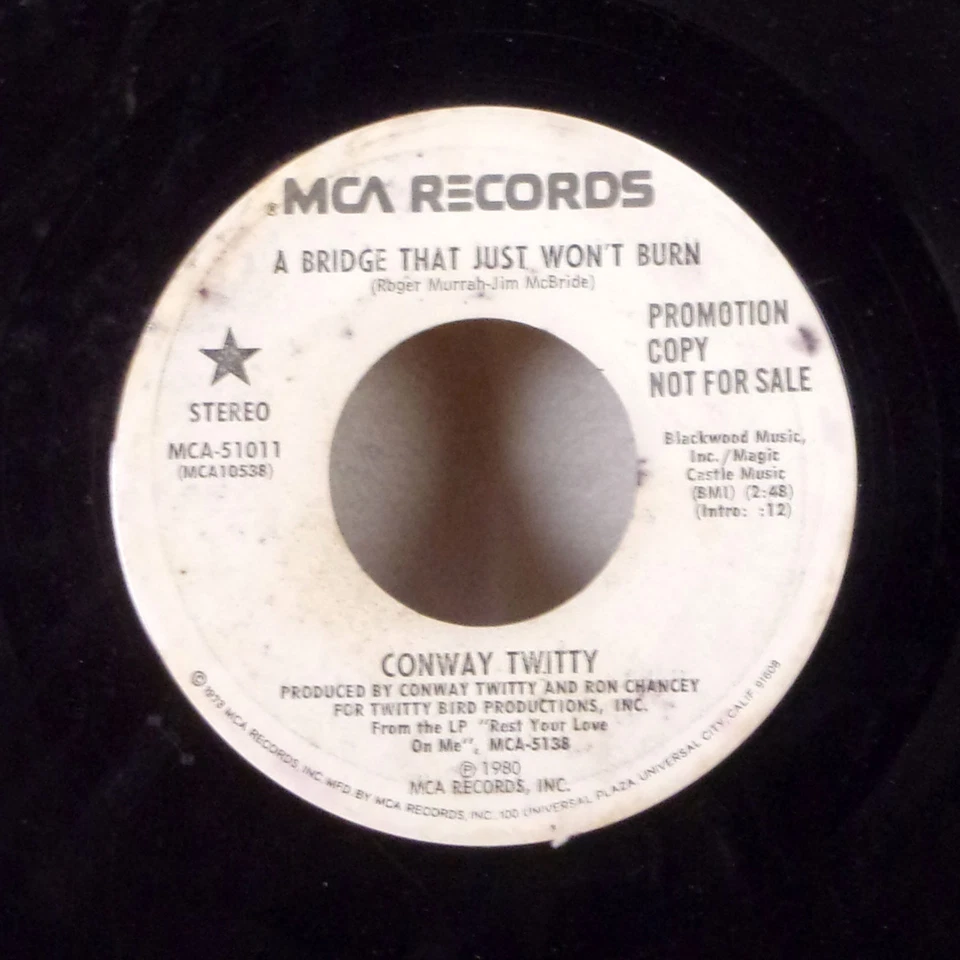 ® MCA RECORDS
A BRIDGE THAT JUST WON'T BURN
(Roger Murrah-Jim McBride)
STEREO
MCA-51011
(MCA10538)
PROMOTION
COPY
NOT FOR SALE
Blackwood Music,
Inc./Magic
Castle Music
(BMI) (2:48)
(Intro: :12)
CONWAY TWITTY
PRODUCED BY CONWAY TWITTY AND RON CHANCEY
FOR TWITTY BIRD PRODUCTIONS, INC.
From the LP "Rest Your Love
On Me", MCA-5138
℗ 1980
MCA RECORDS, INC.
© MCA RECORDS, INC. MFD. BY MCA RECORDS, INC. 100 UNIVERSAL PLAZA, UNIVERSAL CITY, CALIF. 91608